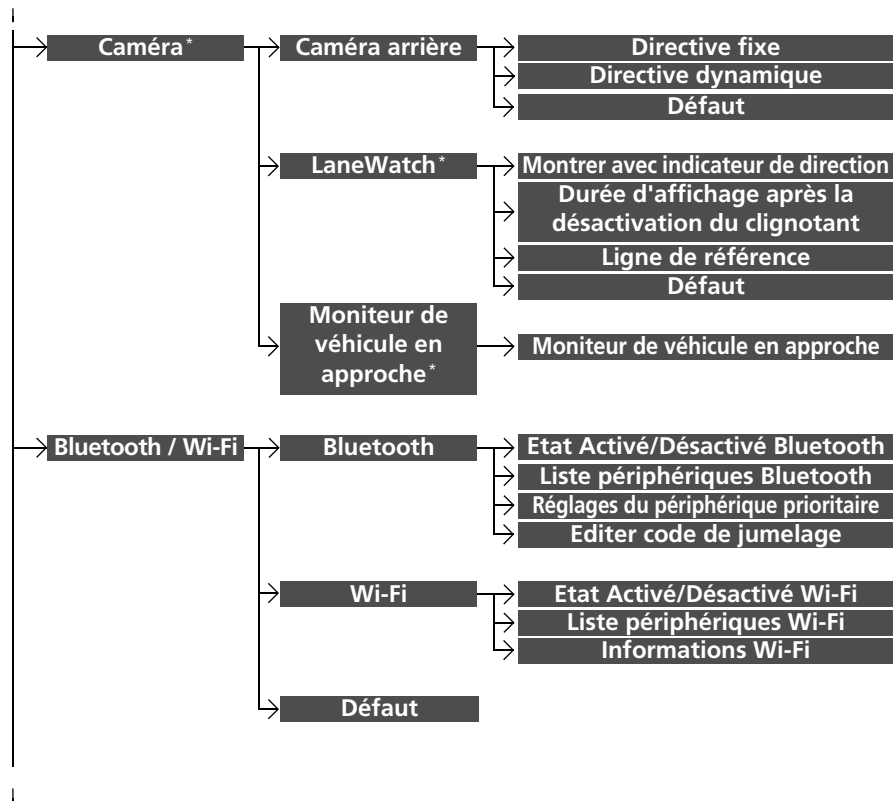 Caméra*
Caméra arrière
Directive fixe
Directive dynamique
Défaut
LaneWatch*
Montrer avec indicateur de direction
Durée d'affichage après la
désactivation du clignotant
Ligne de référence
Défaut
Moniteur de
véhicule en
approche*
Moniteur de véhicule en approche
Bluetooth / Wi-Fi
Bluetooth
Etat Activé/Désactivé Bluetooth
Liste périphériques Bluetooth
Réglages du périphérique prioritaire
Editer code de jumelage
Wi-Fi
Etat Activé/Désactivé Wi-Fi
Liste périphériques Wi-Fi
Informations Wi-Fi
Défaut